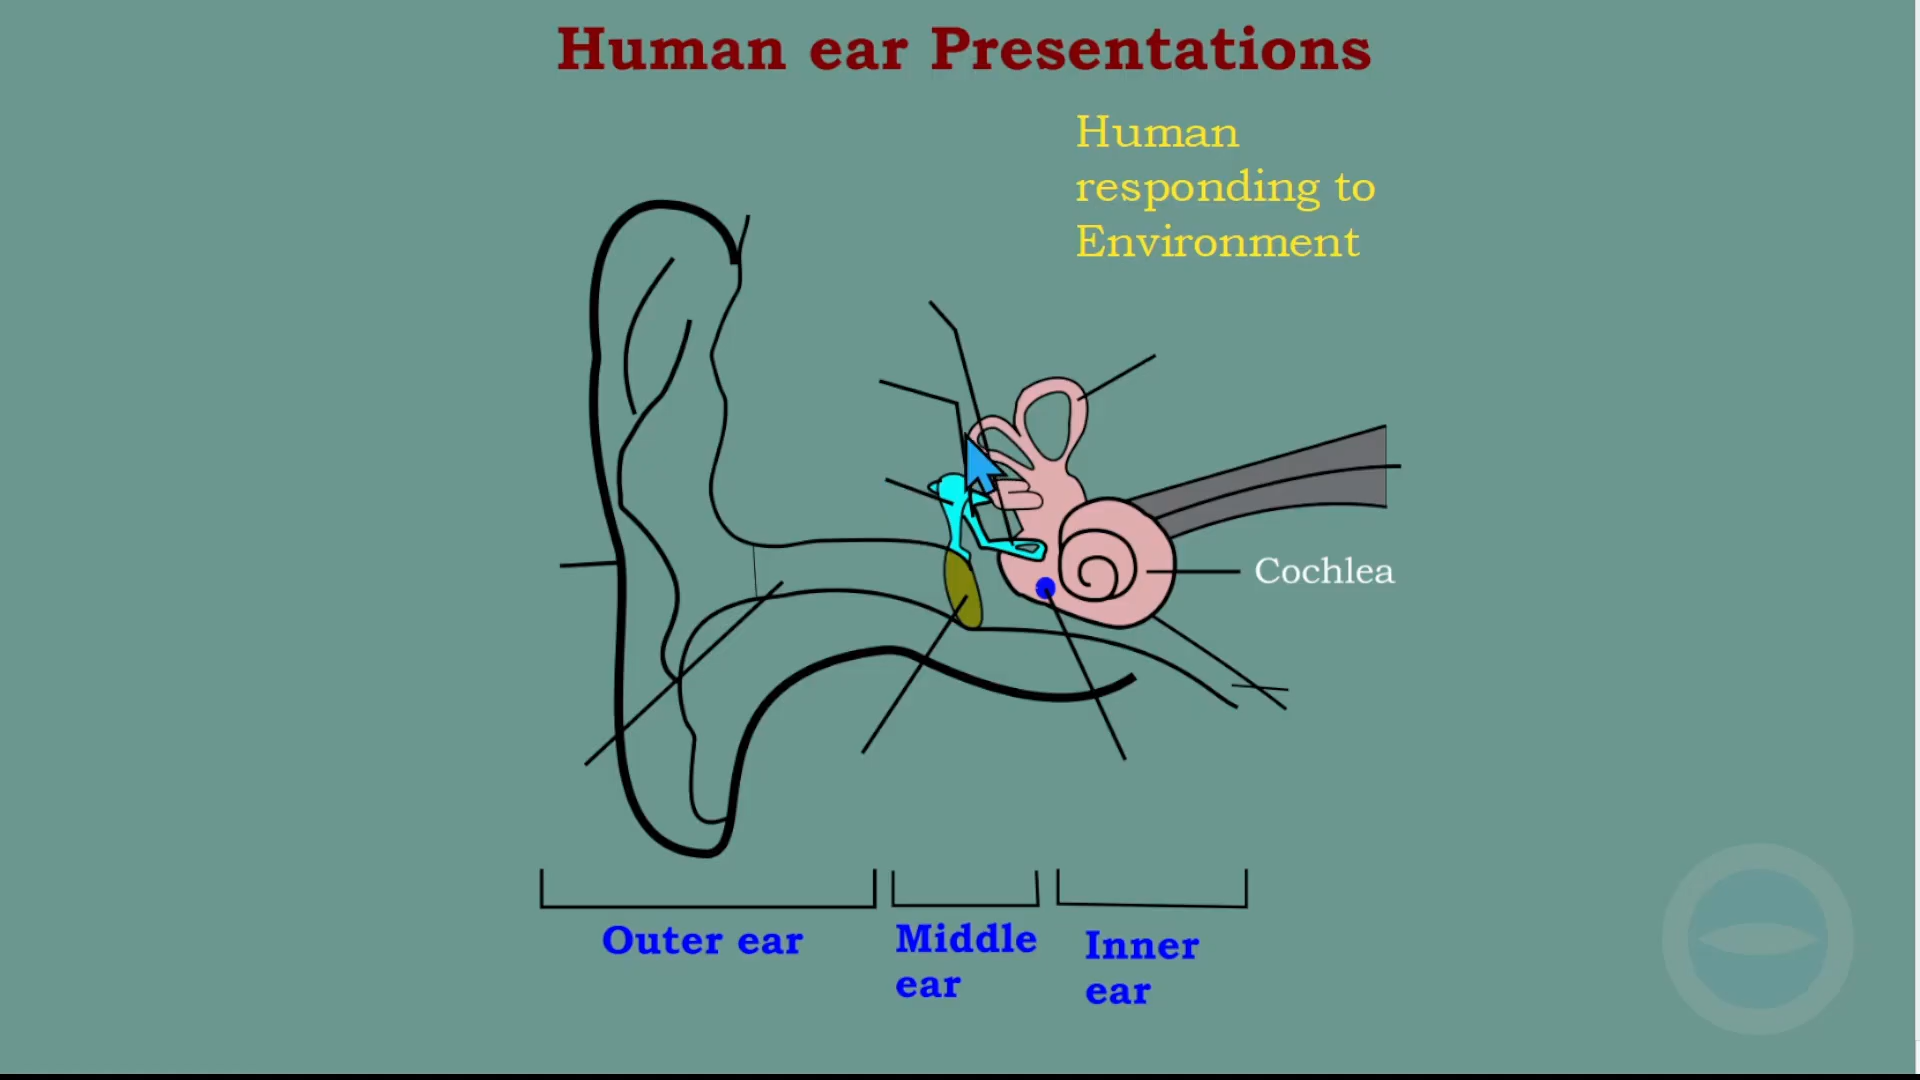 Human ear Presentations
Human
responding to
Environment
Cochlea
Outer ear
Middle
ear
Inner
ear